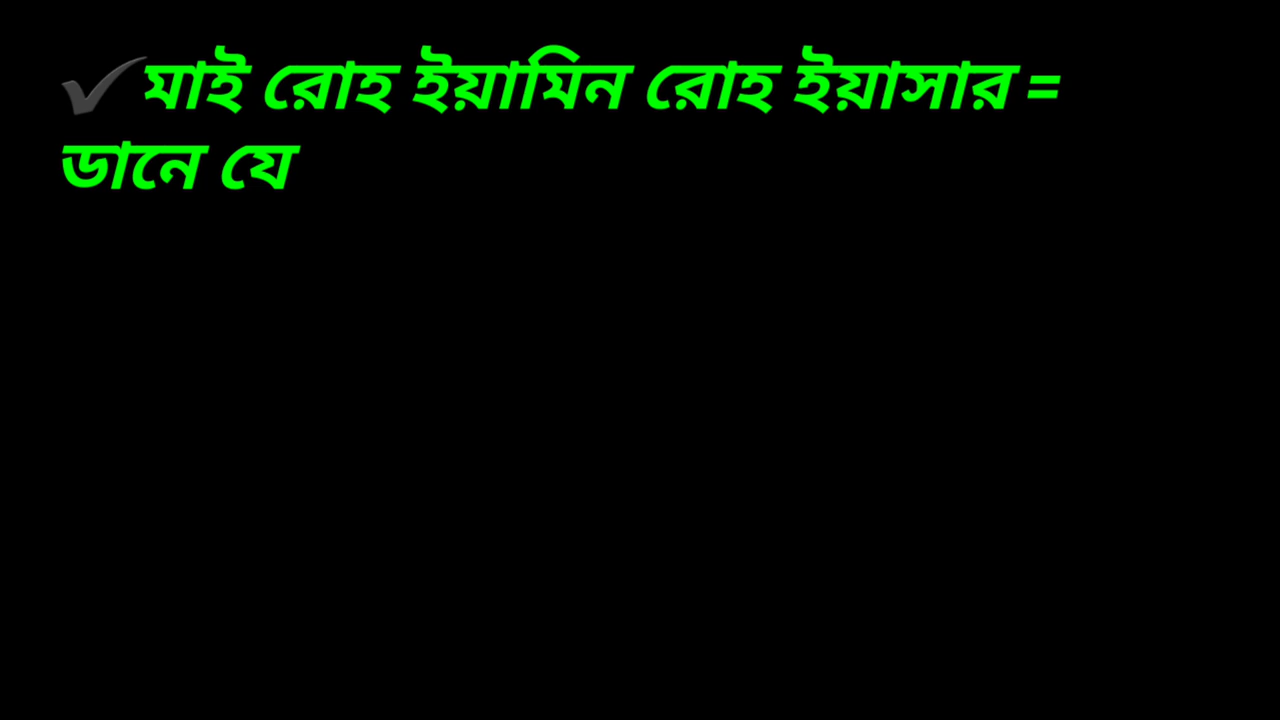 ✔মাই রোহ ইয়ামিন রোহ ইয়াসার =
ডানে যে